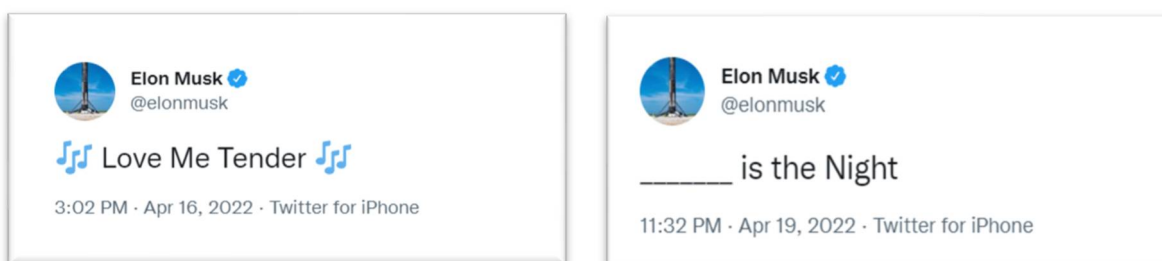 Elon Musk
@elonmusk
🎶 Love Me Tender 🎶
3:02 PM · Apr 16, 2022 · Twitter for iPhone
Elon Musk
@elonmusk
_______ is the Night
11:32 PM · Apr 19, 2022 · Twitter for iPhone